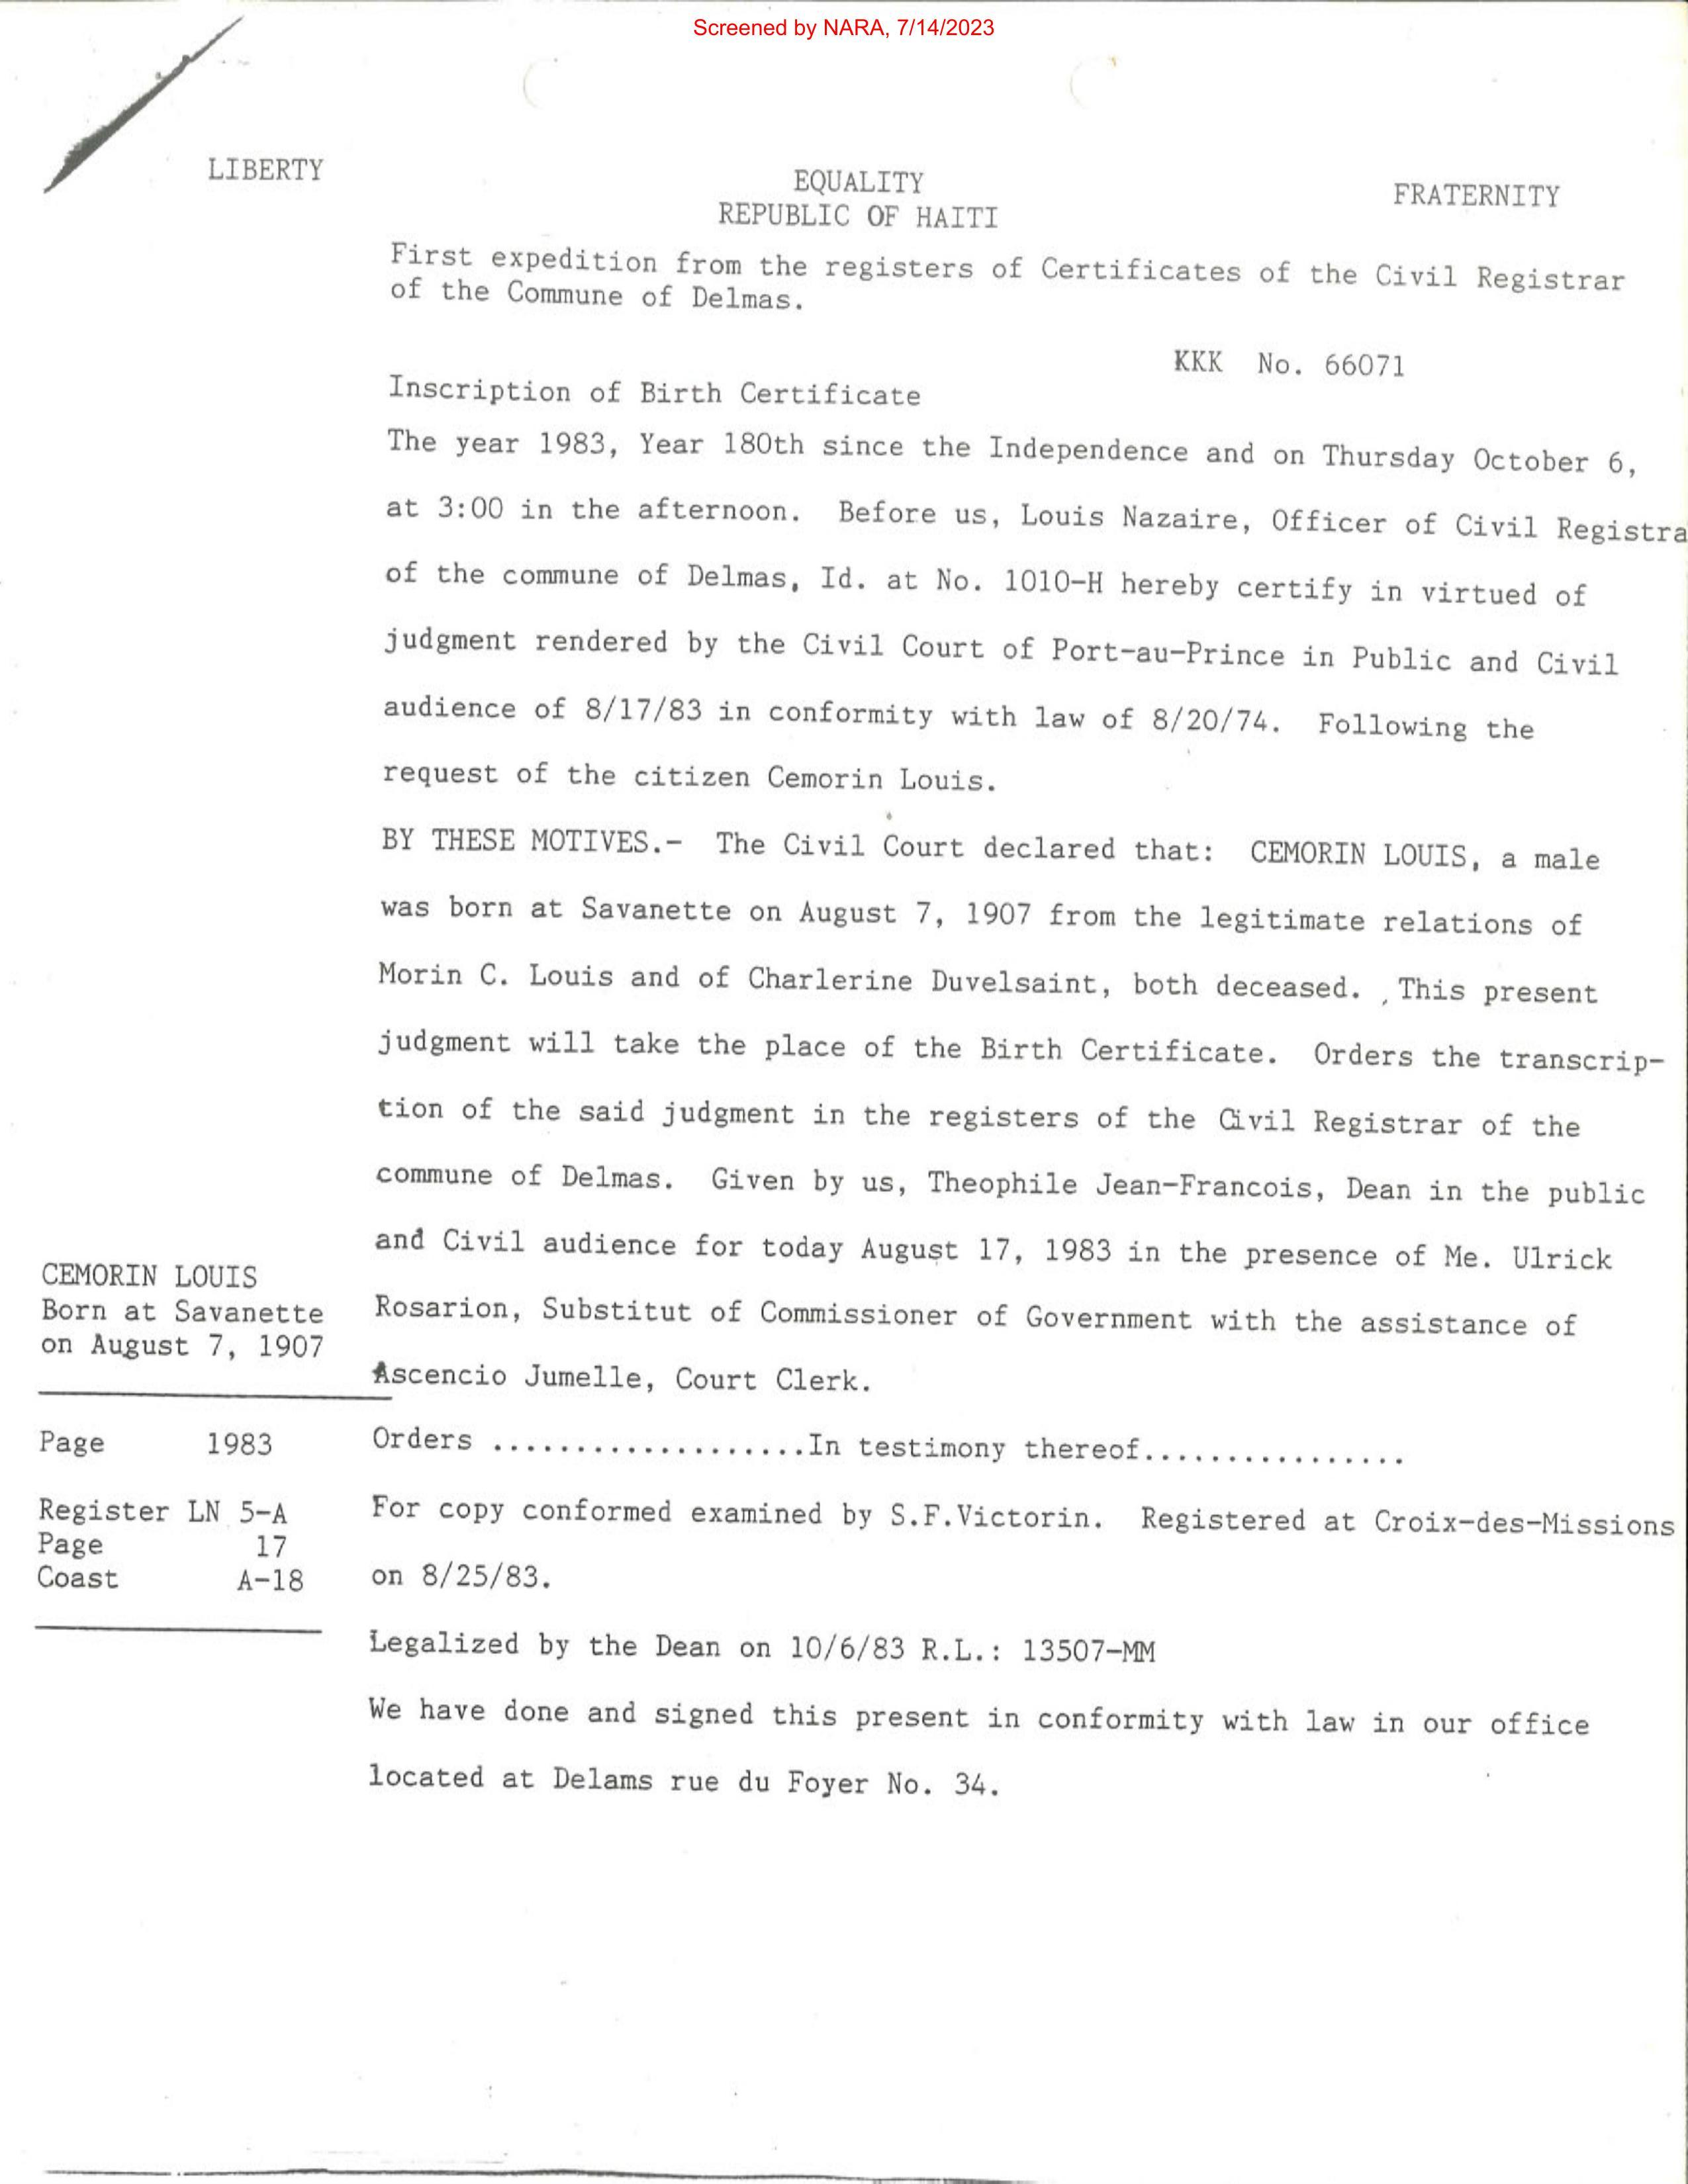 Screened by NARA, 7/14/2023
LIBERTY
EQUALITY
FRATERNITY
REPUBLIC OF HAITI
First expedition from the registers of Certificates of the Civil Registrar
of the Commune of Delmas.
KKK No. 66071
Inscription of Birth Certificate
The year 1983, Year 180th since the Independence and on Thursday October 6,
at 3:00 in the afternoon. Before us, Louis Nazaire, Officer of Civil Registra
of the commune of Delmas, Id. at No. 1010-H hereby certify in virtued of
judgment rendered by the Civil Court of Port-au-Prince in Public and Civil
audience of 8/17/83 in conformity with law of 8/20/74. Following the
request of the citizen Cemorin Louis.
BY THESE MOTIVES.- The Civil Court declared that: CEMORIN LOUIS, a male
was born at Savanette on August 7, 1907 from the legitimate relations of
Morin C. Louis and of Charlerine Duvelsaint, both deceased. , This present
judgment will take the place of the Birth Certificate. Orders the transcrip-
tion of the said judgment in the registers of the Civil Registrar of the
commune of Delmas. Given by us, Theophile Jean-Francois, Dean in the public
and Civil audience for today August 17, 1983 in the presence of Me. Ulrick
Rosarion, Substitut of Commissioner of Government with the assistance of
Ascencio Jumelle, Court Clerk.
CEMORIN LOUIS
Born at Savanette
on August 7, 1907
Page 1983
Register LN 5-A
Page 17
Coast A-18
Orders ...................In testimony thereof................
For copy conformed examined by S.F.Victorin. Registered at Croix-des-Missions
on 8/25/83.
Legalized by the Dean on 10/6/83 R.L.: 13507-MM
We have done and signed this present in conformity with law in our office
located at Delams rue du Foyer No. 34.